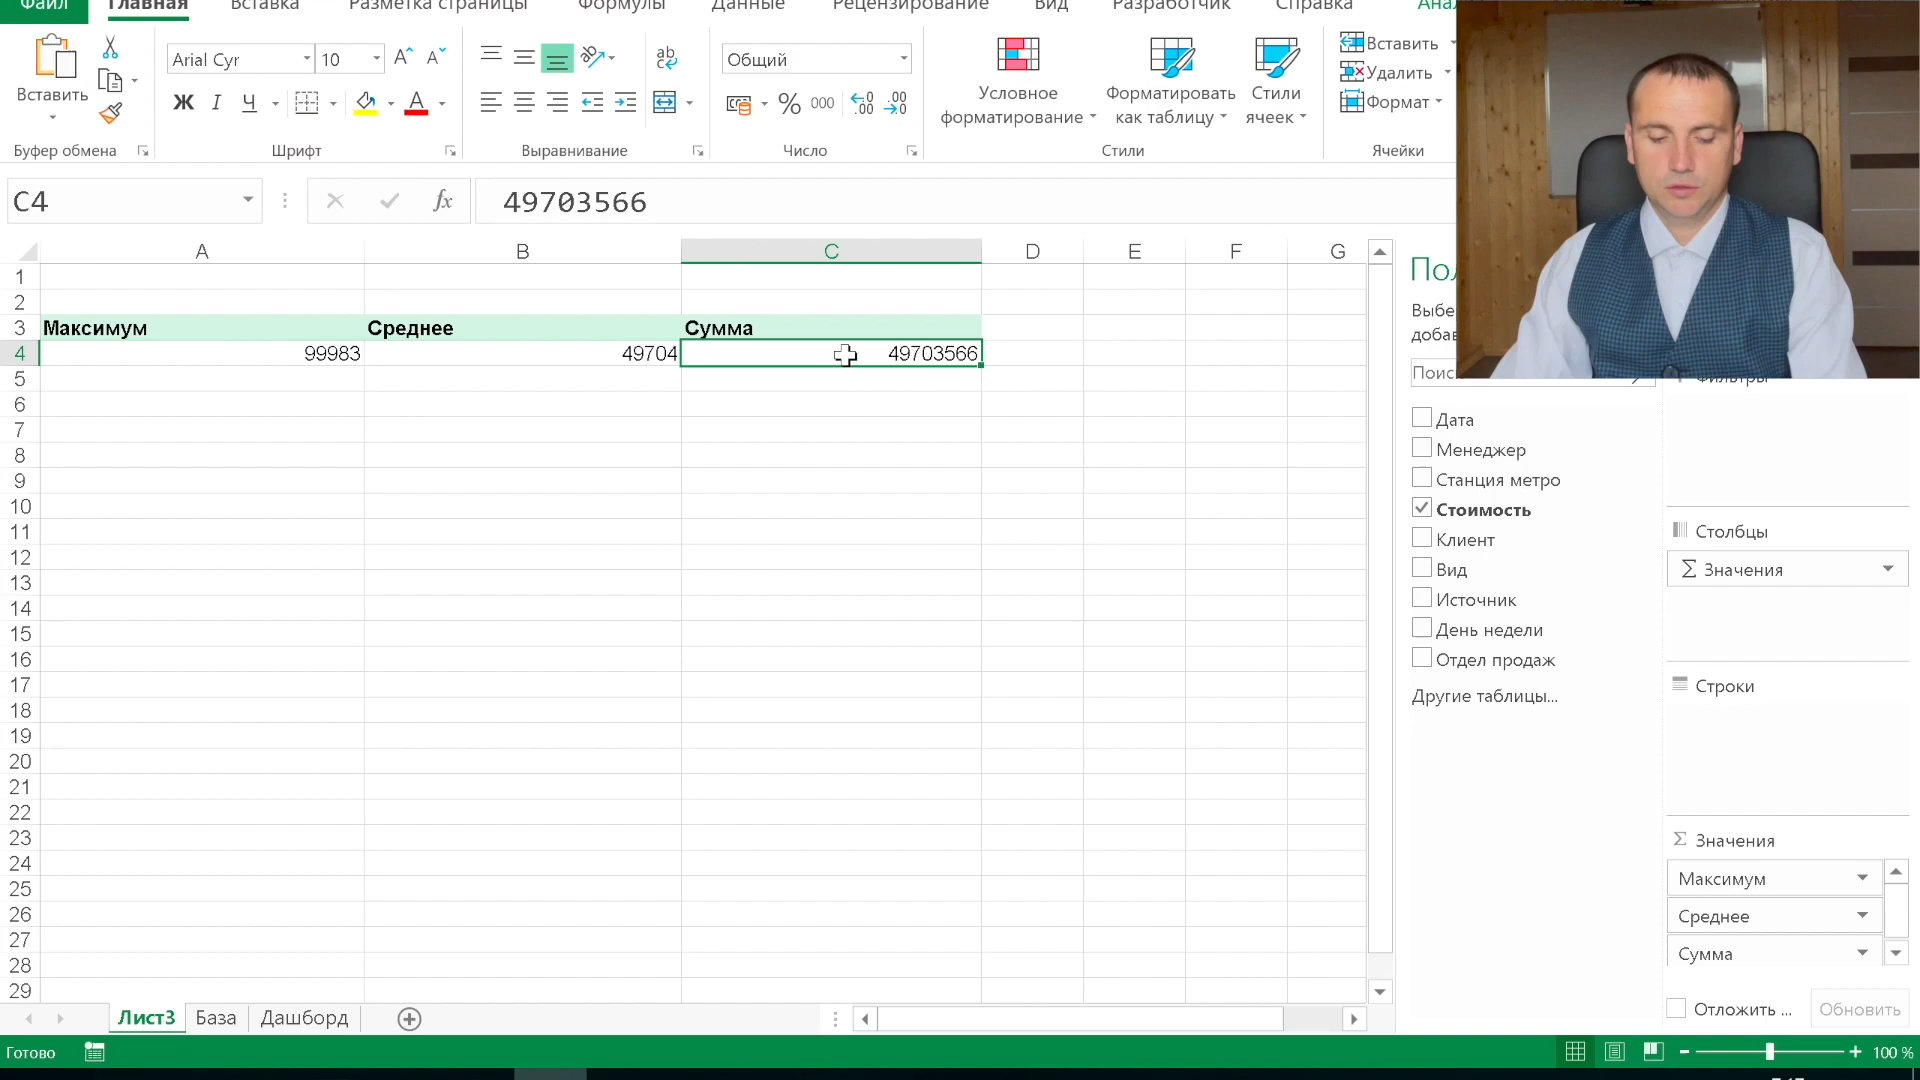 Файл Главная Вставка Разметка страницы Формулы Данные Рецензирование Вид Разработчик Справка
Вставить
Arial Cyr 10
Ж К Ч
Общий
% 000
Условное форматирование
Форматировать как таблицу
Стили ячеек
Вставить
Удалить
Формат
Буфер обмена Шрифт Выравнивание Число Стили Ячейки
C4 fx 49703566
A B C D E F G
1
2
3 Максимум Среднее Сумма
4 99983 49704 49703566
5
6
7
8
9
10
11
12
13
14
15
16
17
18
19
20
21
22
23
24
25
26
27
28
29
Дата
Менеджер
Станция метро
Стоимость
Клиент
Вид
Источник
День недели
Отдел продаж
Другие таблицы...
Фильтры
Столбцы
Σ Значения
Строки
Σ Значения
Максимум
Среднее
Сумма
Отложить ... Обновить
Лист3 База Дашборд
Готово 100 %